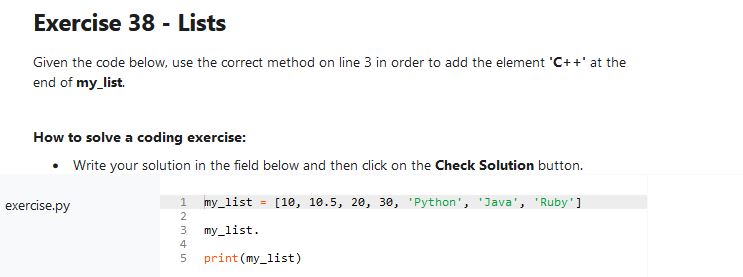 Exercise 38 - Lists
Given the code below, use the correct method on line 3 in order to add the element 'C++' at the
end of my_list.
How to solve a coding exercise:
• Write your solution in the field below and then click on the Check Solution button.
exercise.py
1 my_list = [10, 10.5, 20, 30, 'Python', 'Java', 'Ruby']
2
3 my_list.
4
5 print(my_list)